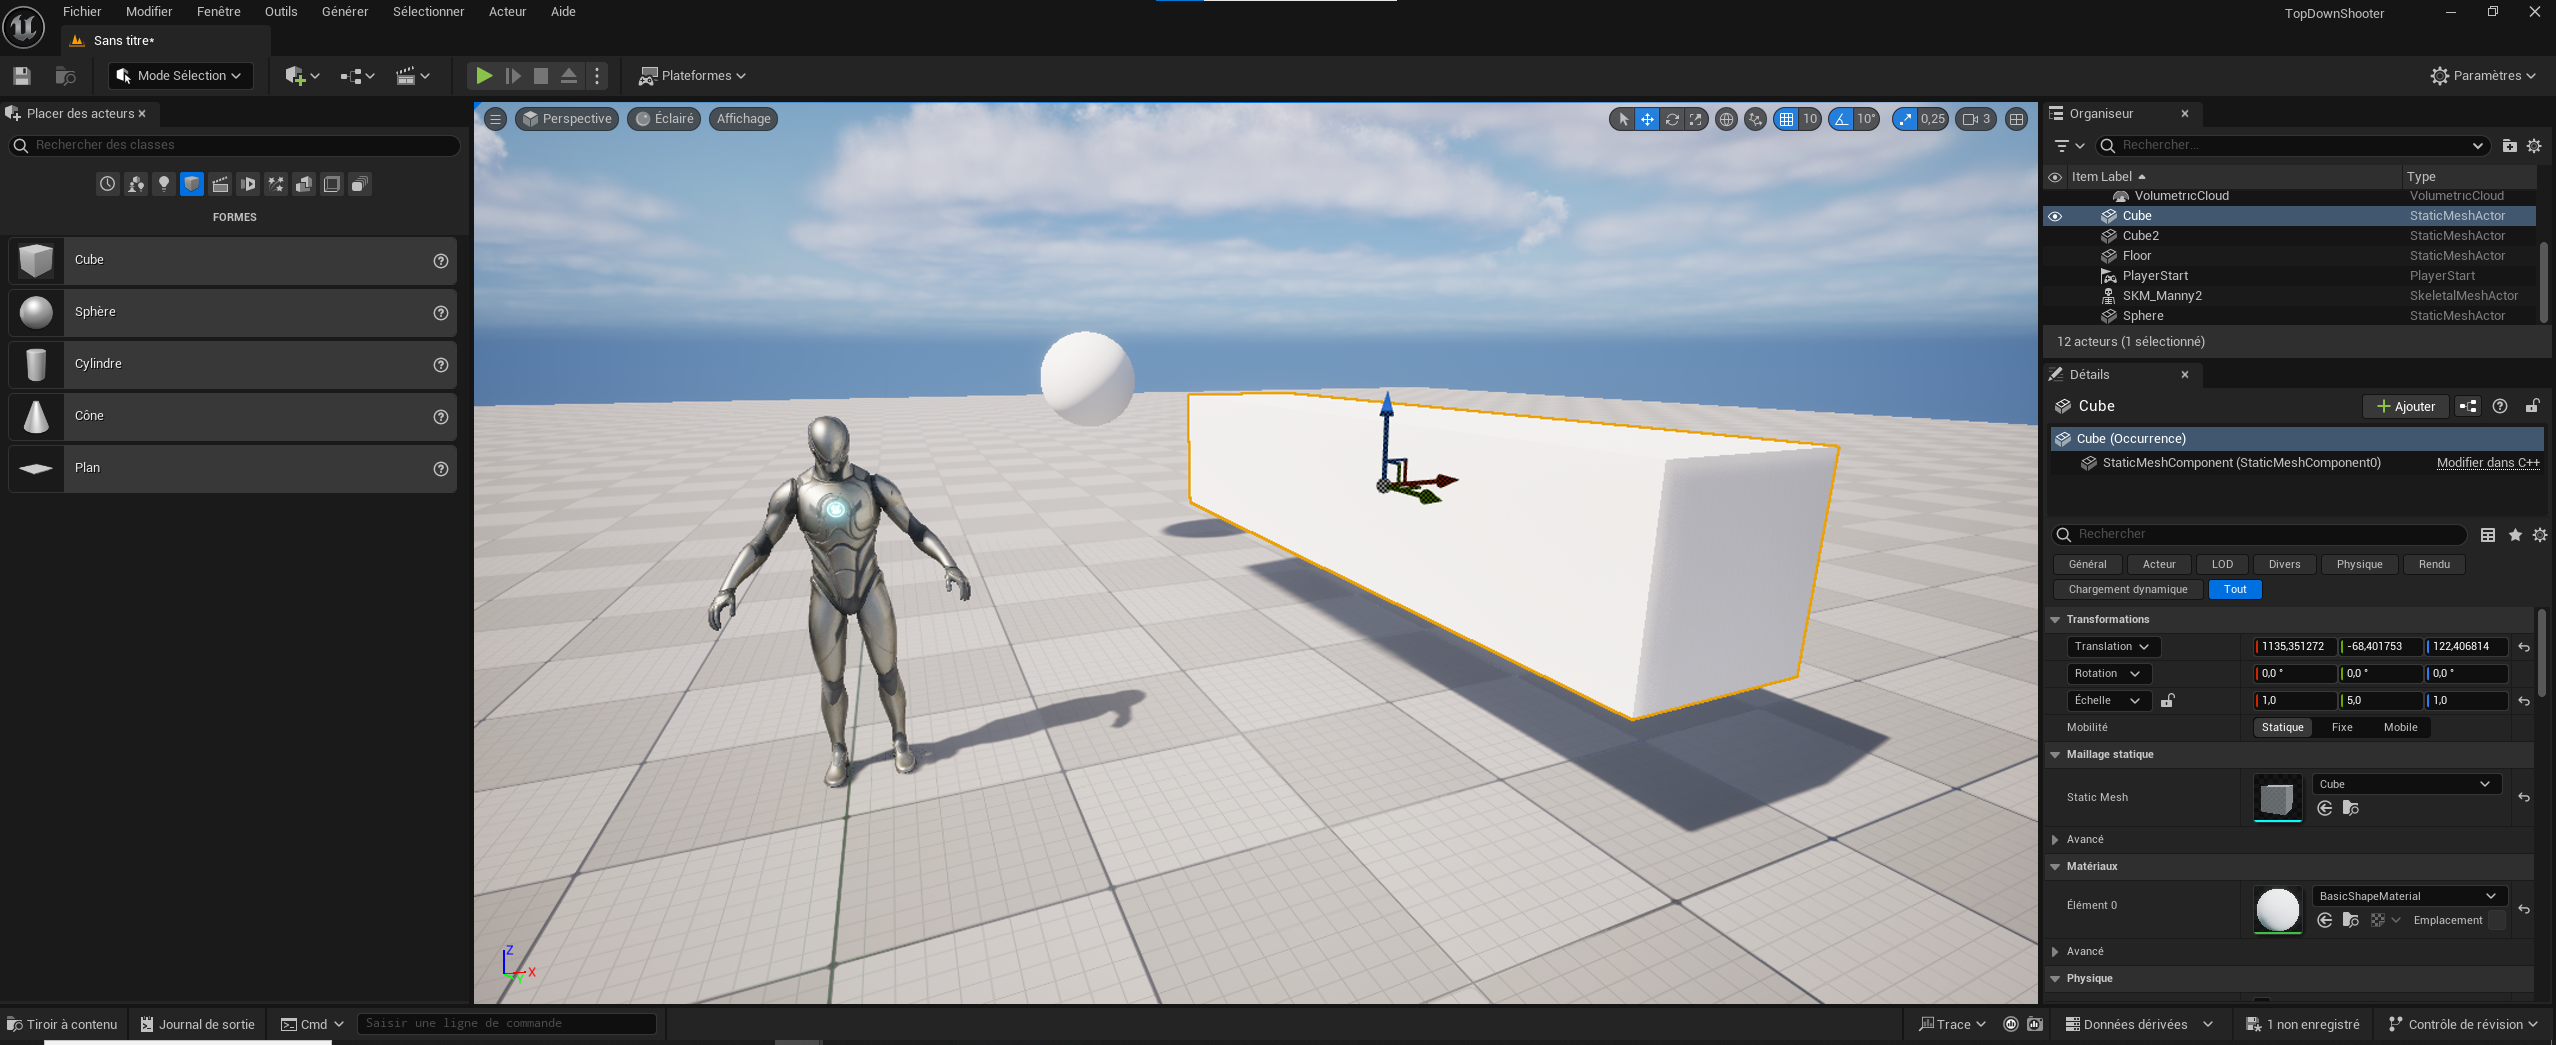 Fichier Modifier Fenêtre Outils Générer Sélectionner Acteur Aide
TopDownShooter
Sans titre*
Mode Sélection
Plateformes
Paramètres
Placer des acteurs
Rechercher des classes
FORMES
Cube
Sphère
Cylindre
Cône
Plan
Perspective Éclairé Affichage
10 10° 0,25 3
Z
X
Y
Organiseur
Rechercher...
Item Label Type
VolumetricCloud VolumetricCloud
Cube StaticMeshActor
Cube2 StaticMeshActor
Floor StaticMeshActor
PlayerStart PlayerStart
SKM_Manny2 SkeletalMeshActor
Sphere StaticMeshActor
12 acteurs (1 sélectionné)
Détails
Cube
Ajouter
Cube (Occurrence)
StaticMeshComponent (StaticMeshComponent0) Modifier dans C++
Rechercher
Général Acteur LOD Divers Physique Rendu
Chargement dynamique Tout
Transformations
Translation 1135,351272 -68,401753 122,406814
Rotation 0,0 ° 0,0 ° 0,0 °
Échelle 1,0 5,0 1,0
Mobilité Statique Fixe Mobile
Maillage statique
Static Mesh Cube
Avancé
Matériaux
Élément 0 BasicShapeMaterial
Emplacement
Avancé
Physique
Tiroir à contenu Journal de sortie Cmd Saisir une ligne de commande
Trace Données dérivées 1 non enregistré Contrôle de révision